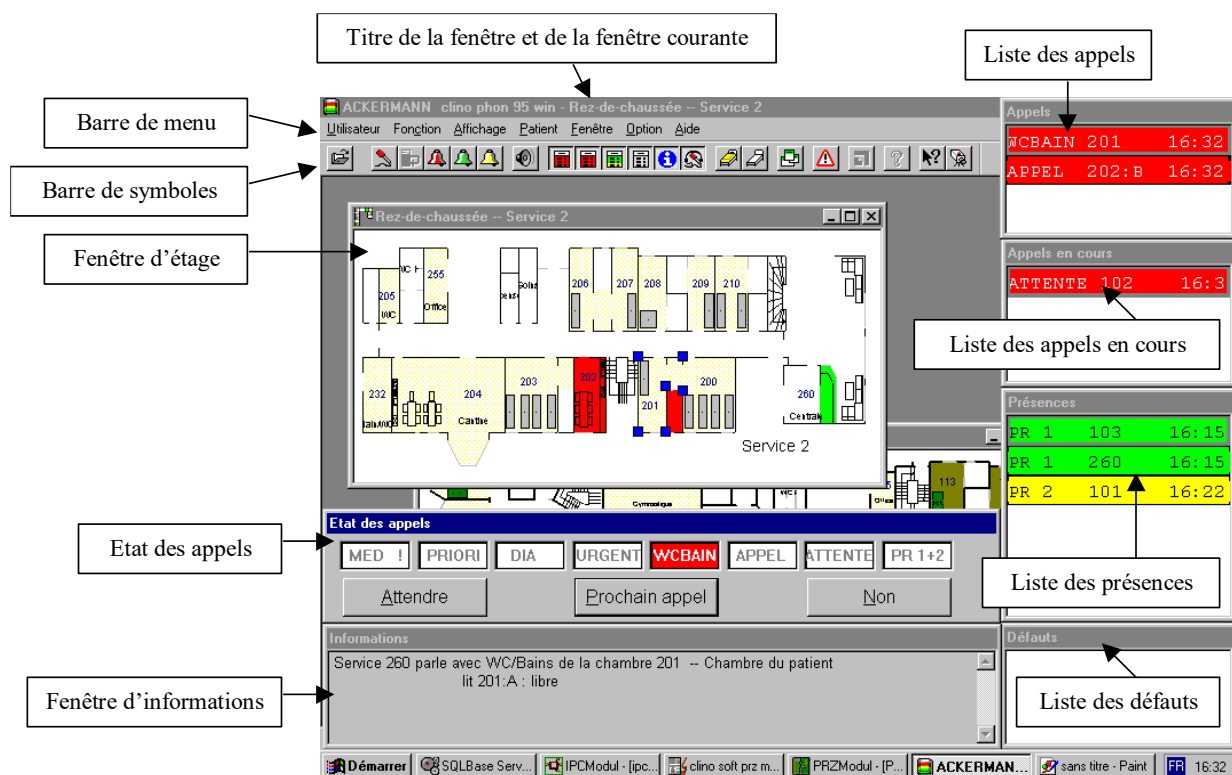 Titre de la fenêtre et de la fenêtre courante
Liste des appels
Barre de menu
Barre de symboles
Fenêtre d’étage
ACKERMANN clino phon 95 win - Rez-de-chaussée -- Service 2
Utilisateur Fonction Affichage Patient Fenêtre Option Aide
Appels
WCBAIN 201 16:32
APPEL 202:B 16:32
Rez-de-chaussée -- Service 2
255
205
WC
Office
Soins
206 207 208 209 210
232
204
Cantine
203
202
201
200
260
Centrale
Service 2
Appels en cours
ATTENTE 102 16:3
Liste des appels en cours
Présences
PR 1 103 16:15
PR 1 260 16:15
PR 2 101 16:22
Liste des présences
113
Etat des appels
Etat des appels
MED ! PRIORI DIA URGENT WCBAIN APPEL ATTENTE PR 1+2
Attendre Prochain appel Non
Informations
Service 260 parle avec WC/Bains de la chambre 201 -- Chambre du patient
lit 201:A : libre
Fenêtre d’informations
Défauts
Liste des défauts
Démarrer SQLBase Serv... IPCModul - [ipc... clino soft prz m... PRZModul - [P... ACKERMAN... sans titre - Paint FR 16:32